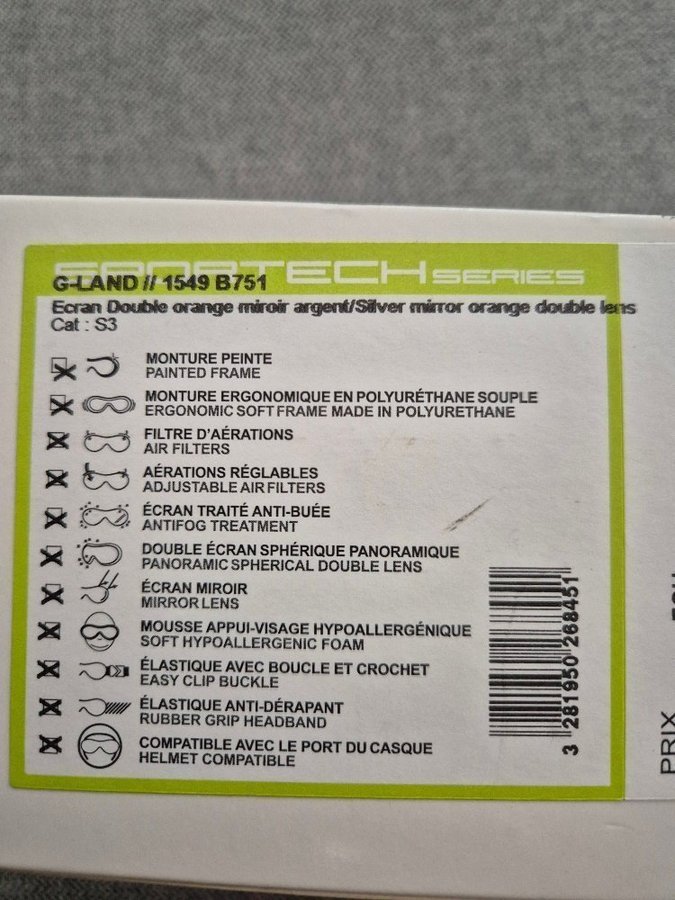 SPORTECH SERIES
G-LAND // 1549 B751
Ecran Double orange miroir argent/Silver mirror orange double lens
Cat : S3
MONTURE PEINTE
PAINTED FRAME
MONTURE ERGONOMIQUE EN POLYURÉTHANE SOUPLE
ERGONOMIC SOFT FRAME MADE IN POLYURETHANE
FILTRE D'AÉRATIONS
AIR FILTERS
AÉRATIONS RÉGLABLES
ADJUSTABLE AIR FILTERS
ÉCRAN TRAITÉ ANTI-BUÉE
ANTIFOG TREATMENT
DOUBLE ÉCRAN SPHÉRIQUE PANORAMIQUE
PANORAMIC SPHERICAL DOUBLE LENS
ÉCRAN MIROIR
MIRROR LENS
MOUSSE APPUI-VISAGE HYPOALLERGÉNIQUE
SOFT HYPOALLERGENIC FOAM
ÉLASTIQUE AVEC BOUCLE ET CROCHET
EASY CLIP BUCKLE
ÉLASTIQUE ANTI-DÉRAPANT
RUBBER GRIP HEADBAND
COMPATIBLE AVEC LE PORT DU CASQUE
HELMET COMPATIBLE
3 281950 268451
PRIX